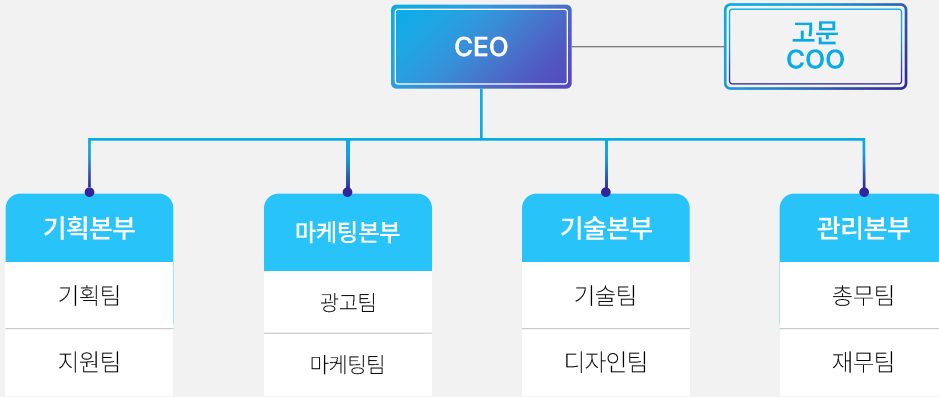 CEO
고문
COO
기획본부
기획팀
지원팀
마케팅본부
광고팀
마케팅팀
기술본부
기술팀
디자인팀
관리본부
총무팀
재무팀